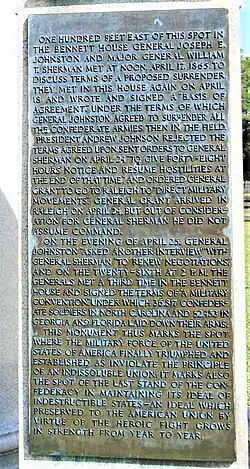 ONE HUNDRED FEET EAST OF THIS SPOT IN
THE BENNETT HOUSE GENERAL JOSEPH E.
JOHNSTON AND MAJOR GENERAL WILLIAM
T. SHERMAN MET AT NOON, APRIL 17, 1865, TO
DISCUSS TERMS OF A PROPOSED SURRENDER.
THEY MET IN THIS HOUSE AGAIN ON APRIL
18 AND WROTE AND SIGNED A "BASIS OF
AGREEMENT," UNDER THE TERMS OF WHICH
GENERAL JOHNSTON AGREED TO SURRENDER ALL
THE CONFEDERATE ARMIES THEN IN THE FIELD.
PRESIDENT ANDREW JOHNSON REJECTED THE
TERMS AGREED UPON, SENT ORDERS TO GENERAL
SHERMAN ON APRIL 24 "TO GIVE FORTY-EIGHT
HOURS' NOTICE AND RESUME HOSTILITIES AT
THE END OF THAT TIME," AND ORDERED GENERAL
GRANT TO GO TO RALEIGH TO "DIRECT MILITARY
MOVEMENTS." GENERAL GRANT ARRIVED IN
RALEIGH ON APRIL 24, BUT OUT OF CONSIDER-
ATION FOR GENERAL SHERMAN HE DID NOT
ASSUME COMMAND.
ON THE EVENING OF APRIL 25, GENERAL
JOHNSTON "ASKED ANOTHER INTERVIEW WITH
GENERAL SHERMAN TO RENEW NEGOTIATIONS,"
AND ON THE TWENTY-SIXTH AT 2 P.M. THE
GENERALS MET A THIRD TIME IN THE BENNETT
HOUSE AND SIGNED THE TERMS OF A "MILITARY
CONVENTION" UNDER WHICH 36,817 CONFEDER-
ATE SOLDIERS IN NORTH CAROLINA AND 52,453 IN
GEORGIA AND FLORIDA LAID DOWN THEIR ARMS.
THIS MONUMENT THUS MARKS THE SPOT
WHERE THE MILITARY FORCE OF THE UNITED
STATES OF AMERICA FINALLY TRIUMPHED AND
ESTABLISHED AS INVIOLATE THE PRINCIPLE
OF AN INDISSOLUBLE UNION. IT MARKS ALSO
THE SPOT OF THE LAST STAND OF THE CON-
FEDERACY IN MAINTAINING ITS IDEAL OF
INDESTRUCTIBLE STATES—AN IDEAL WHICH
PRESERVED TO THE AMERICAN UNION BY
VIRTUE OF THE HEROIC FIGHT GROWS
IN STRENGTH FROM YEAR TO YEAR.